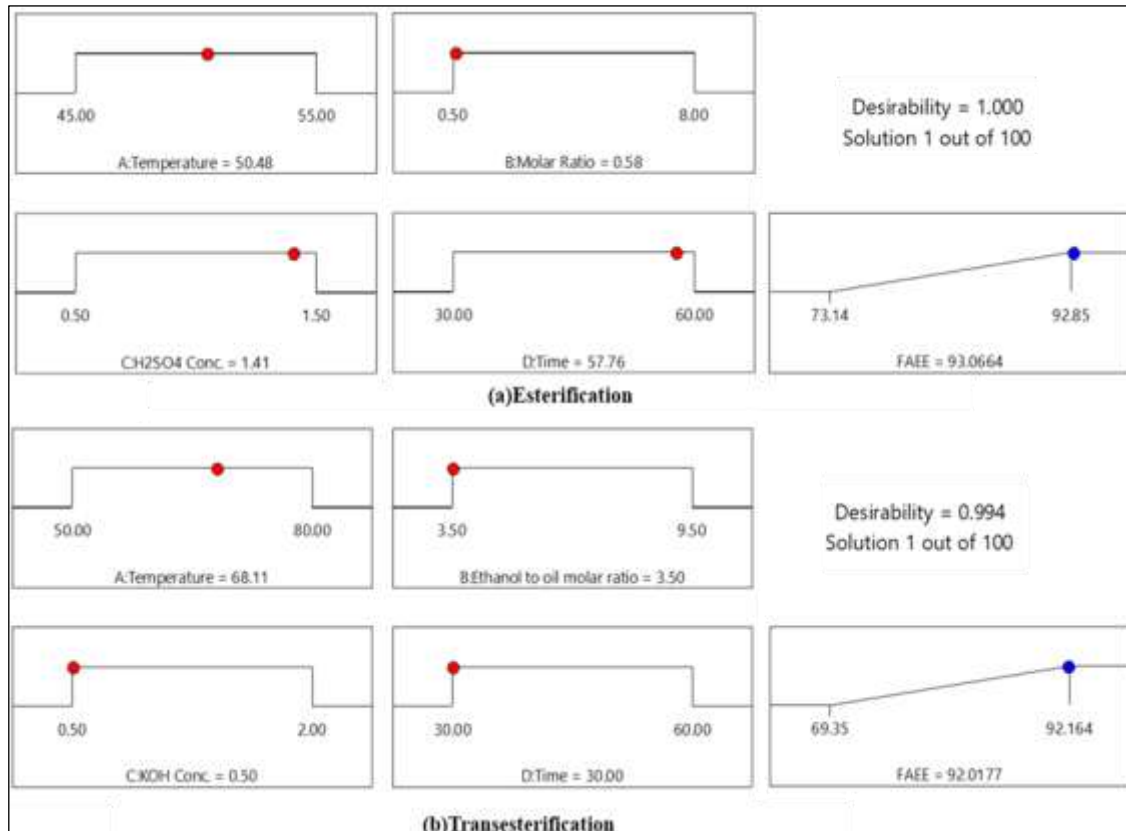 45.00 55.00
A:Temperature = 50.48
0.50 8.00
B:Molar Ratio = 0.58
Desirability = 1.000
Solution 1 out of 100
0.50 1.50
C:H2SO4 Conc. = 1.41
30.00 60.00
D:Time = 57.76
73.14 92.85
FAEE = 93.0664
(a)Esterification
50.00 80.00
A:Temperature = 68.11
3.50 9.50
B:Ethanol to oil molar ratio = 3.50
Desirability = 0.994
Solution 1 out of 100
0.50 2.00
C:KOH Conc. = 0.50
30.00 60.00
D:Time = 30.00
69.35 92.164
FAEE = 92.0177
(b)Transesterification